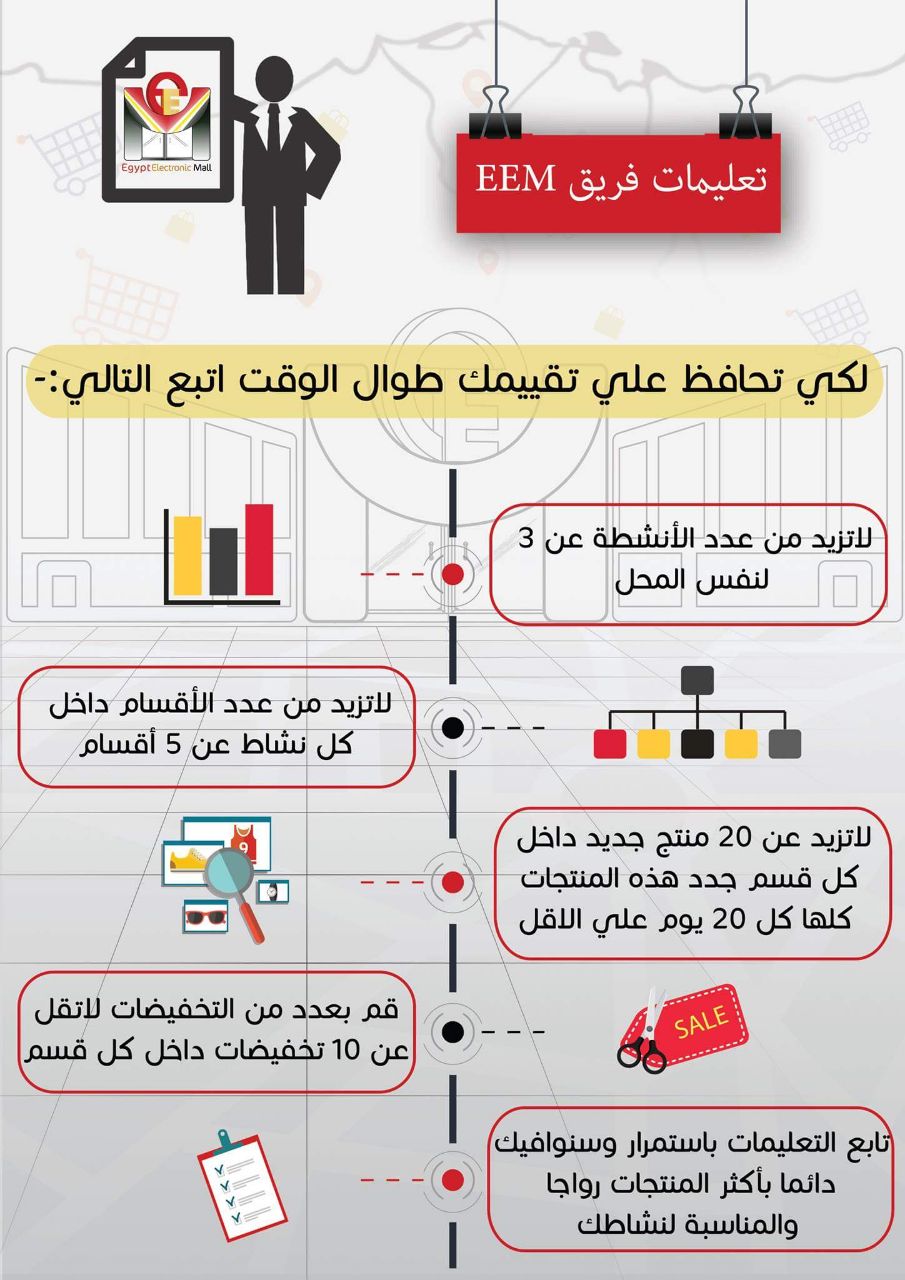 Egypt Electronic Mall
تعليمات فريق EEM
لكي تحافظ علي تقييمك طوال الوقت اتبع التالي:-
لاتزيد من عدد الأنشطة عن 3
لنفس المحل
لاتزيد من عدد الأقسام داخل
كل نشاط عن 5 أقسام
لاتزيد عن 20 منتج جديد داخل
كل قسم جدد هذه المنتجات
كلها كل 20 يوم علي الاقل
9
قم بعدد من التخفيضات لاتقل
عن 10 تخفيضات داخل كل قسم
SALE
تابع التعليمات باستمرار وسنوافيك
دائما بأكثر المنتجات رواجا
والمناسبة لنشاطك